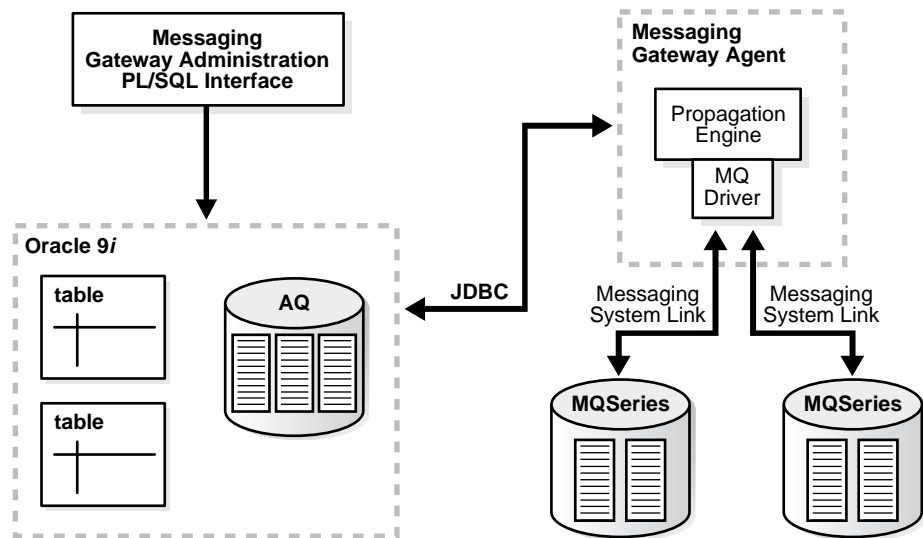 Messaging
Gateway Administration
PL/SQL Interface
Messaging
Gateway Agent
Propagation
Engine
MQ
Driver
Oracle 9i
table
AQ
table
JDBC
Messaging
System Link
Messaging
System Link
MQSeries
MQSeries